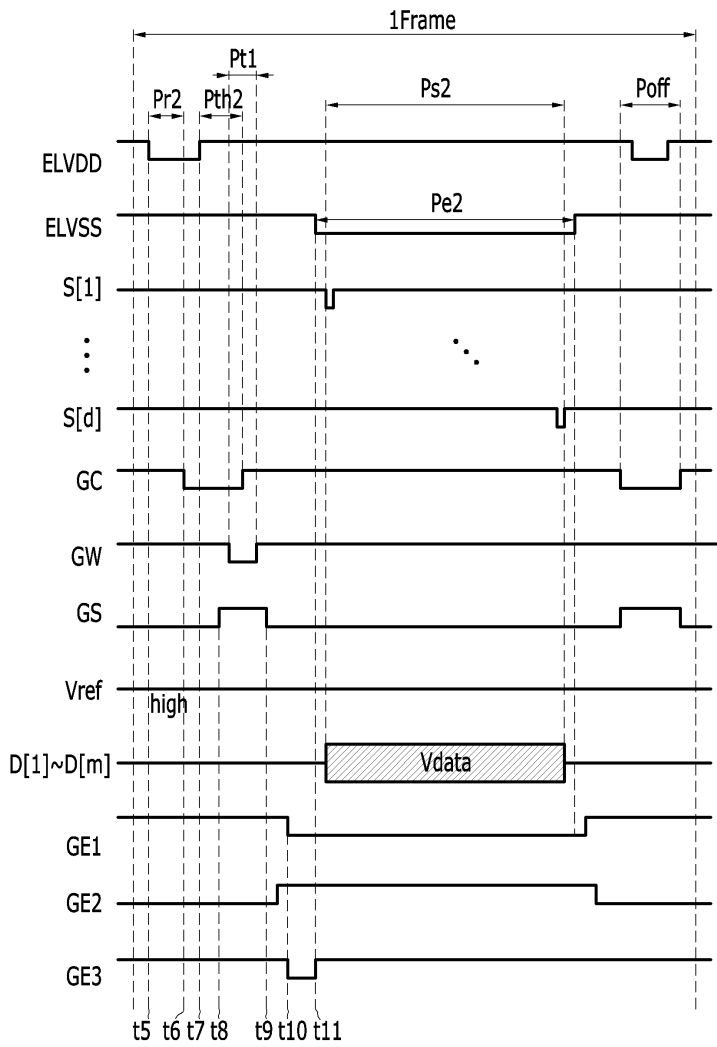 1Frame
Pt1
Pr2 Pth2 Ps2 Poff
ELVDD
Pe2
ELVSS
S[1]
S[d]
GC
GW
GS
Vref
high
D[1]~D[m] Vdata
GE1
GE2
GE3
t5 t6 t7 t8 t9 t10 t11